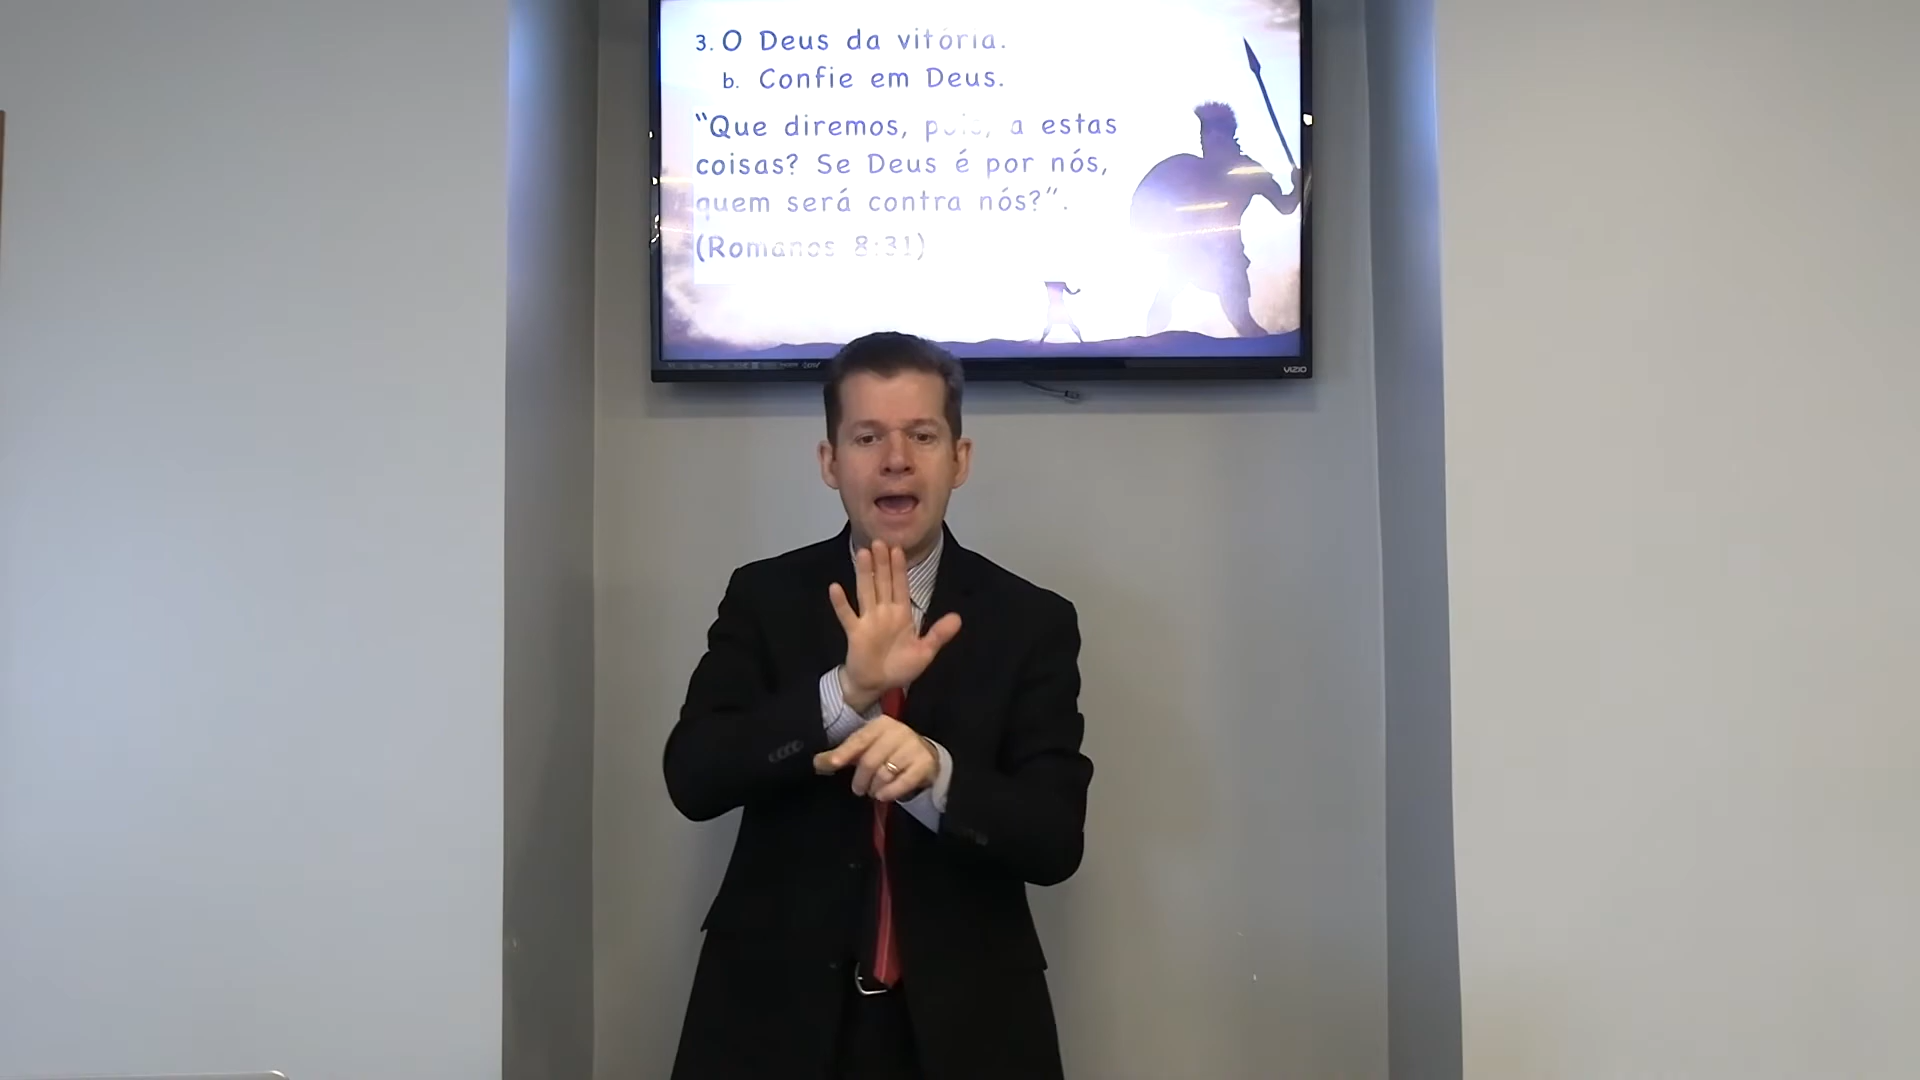 3. O Deus da vitória.
b. Confie em Deus.
"Que diremos, pois, a estas
coisas? Se Deus é por nós,
quem será contra nós?".
(Romanos 8:31)
VIZIO